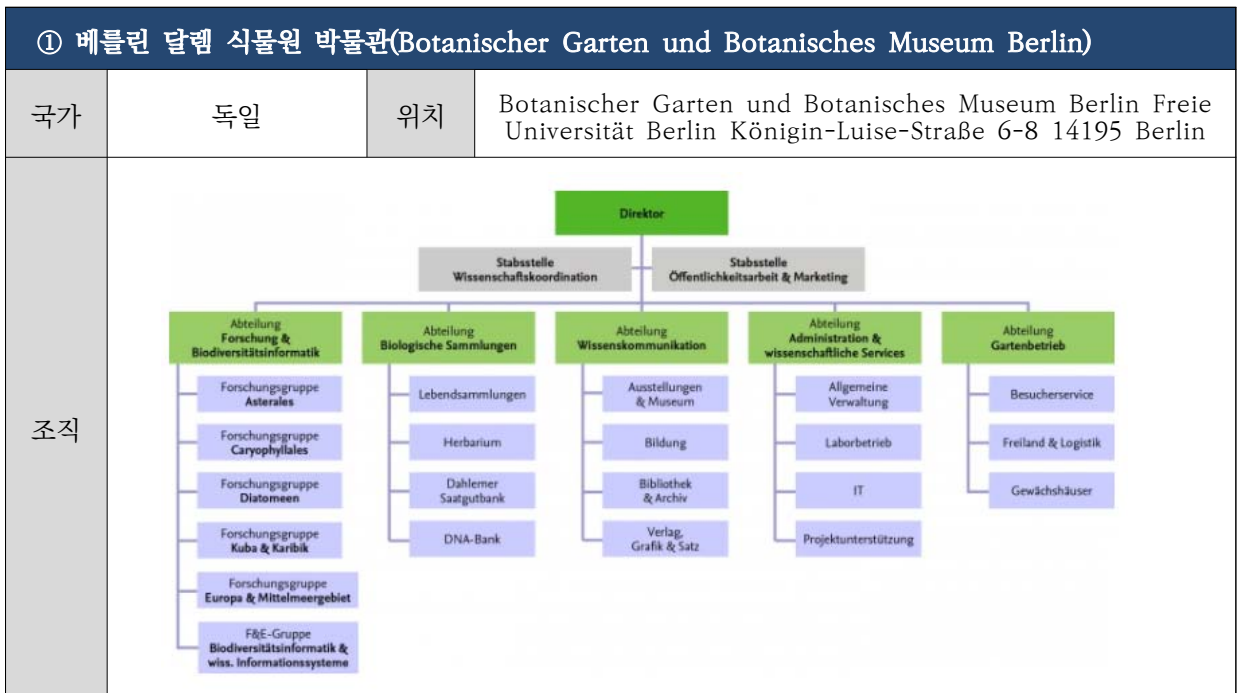 ① 베를린 달렘 식물원 박물관(Botanischer Garten und Botanisches Museum Berlin)
국가
독일
위치
Botanischer Garten und Botanisches Museum Berlin Freie
Universität Berlin Königin-Luise-Straße 6-8 14195 Berlin
조직
Direktor
Stabsstelle
Wissenschaftskoordination
Stabsstelle
Öffentlichkeitsarbeit & Marketing
Abteilung
Forschung &
Biodiversitätsinformatik
Forschungsgruppe
Asterales
Forschungsgruppe
Caryophyllales
Forschungsgruppe
Diatomeen
Forschungsgruppe
Kuba & Karibik
Forschungsgruppe
Europa & Mittelmeergebiet
F&E-Gruppe
Biodiversitätsinformatik &
wiss. Informationssysteme
Abteilung
Biologische Sammlungen
Lebendsammlungen
Herbarium
Dahlemer
Saatgutbank
DNA-Bank
Abteilung
Wissenskommunikation
Ausstellungen
& Museum
Bildung
Bibliothek
& Archiv
Verlag,
Grafik & Satz
Abteilung
Administration &
wissenschaftliche Services
Allgemeine
Verwaltung
Laborbetrieb
IT
Projektunterstützung
Abteilung
Gartenbetrieb
Besucherservice
Freiland & Logistik
Gewächshäuser